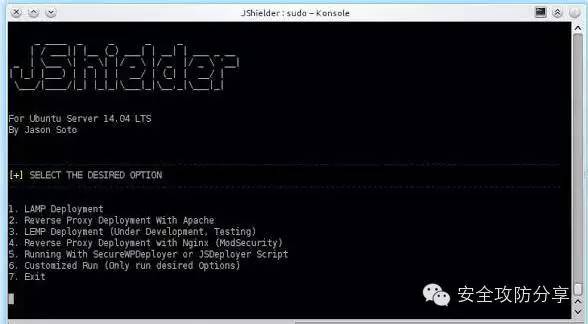 JShielder : sudo – Konsole
JShielder
For Ubuntu Server 14.04 LTS
By Jason Soto
[+] SELECT THE DESIRED OPTION
1. LAMP Deployment
2. Reverse Proxy Deployment With Apache
3. LEMP Deployment (Under Development, Testing)
4. Reverse Proxy Deployment with Nginx (ModSecurity)
5. Running With SecureWPDeployer or JSDeployer Script
6. Customized Run (Only run desired Options)
7. Exit
安全攻防分享